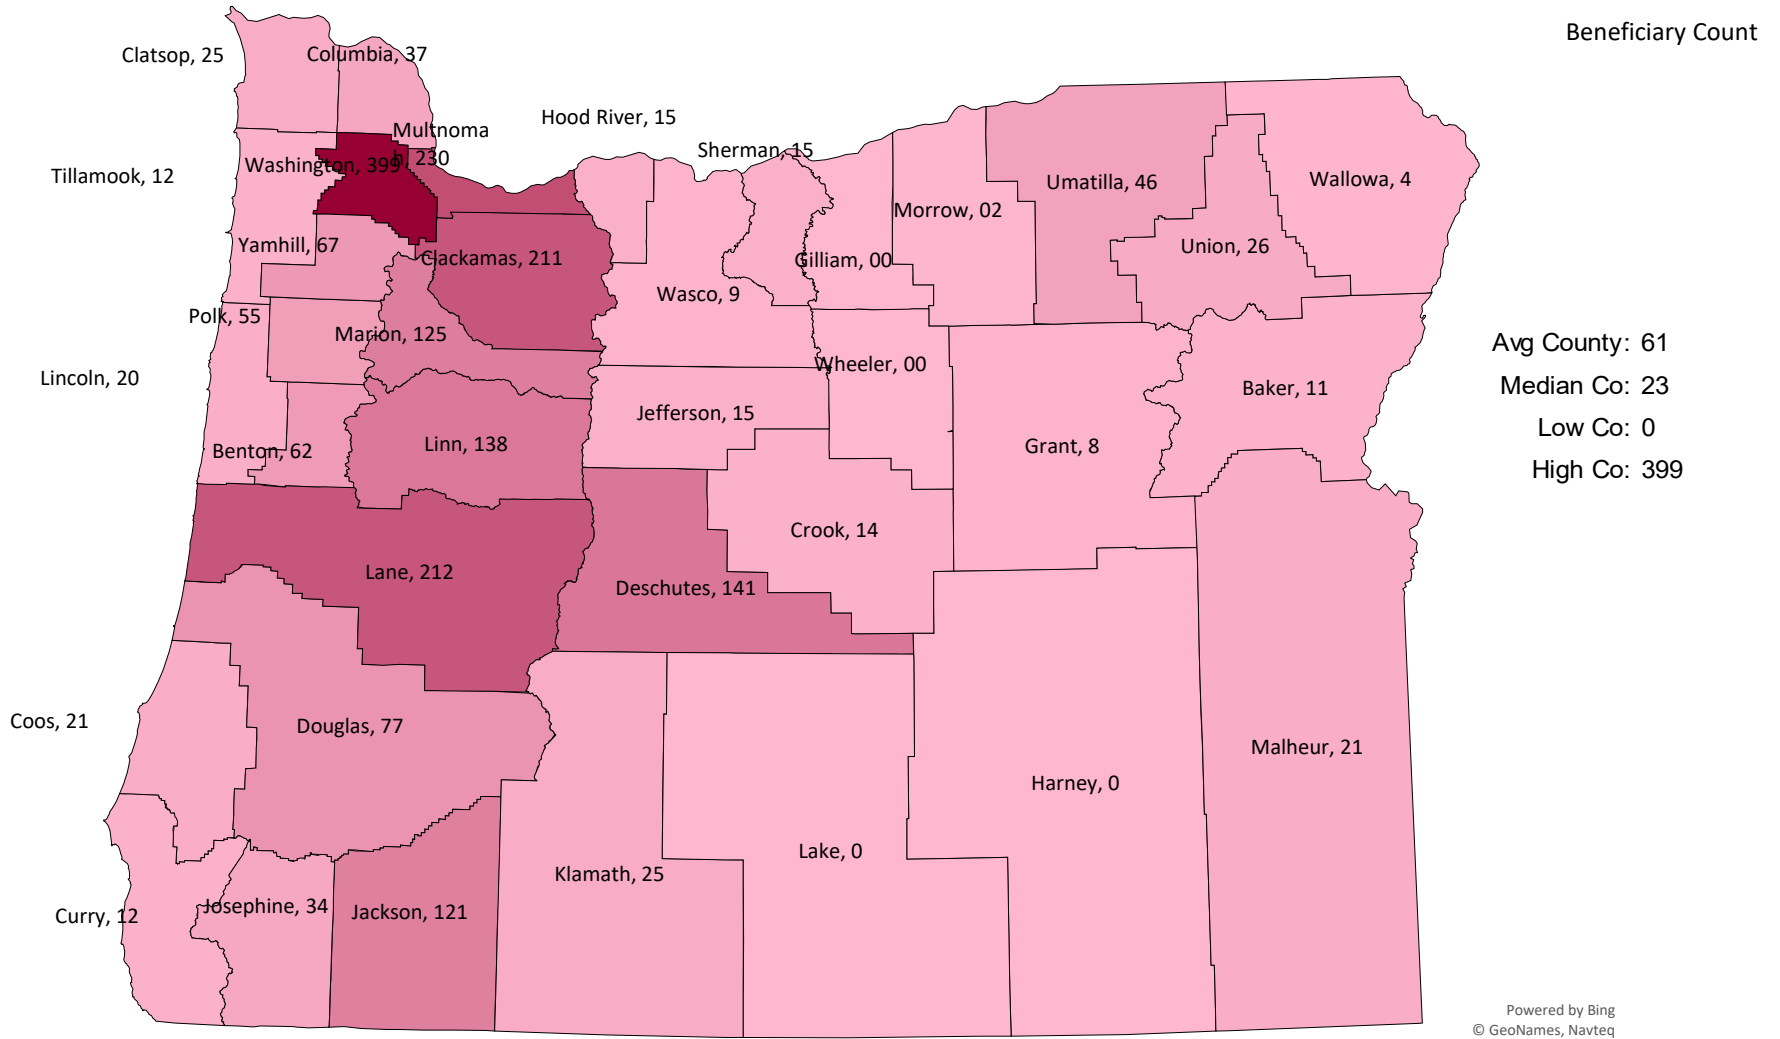 Beneficiary Count
Clatsop, 25
Columbia, 37
Hood River, 15
Multnoma
h, 230
Sherman, 15
Washington, 399
Tillamook, 12
Umatilla, 46
Wallowa, 4
Morrow, 02
Yamhill, 67
Union, 26
Clackamas, 211
Gilliam, 00
Wasco, 9
Polk, 55
Marion, 125
Avg County: 61
Wheeler, 00
Lincoln, 20
Median Co: 23
Baker, 11
Jefferson, 15
Low Co: 0
Linn, 138
Grant, 8
Benton, 62
High Co: 399
Crook, 14
Lane, 212
Deschutes, 141
Coos, 21
Douglas, 77
Malheur, 21
Harney, 0
Lake, 0
Klamath, 25
Josephine, 34
Jackson, 121
Curry, 12
Powered by Bing
© GeoNames, Navteq